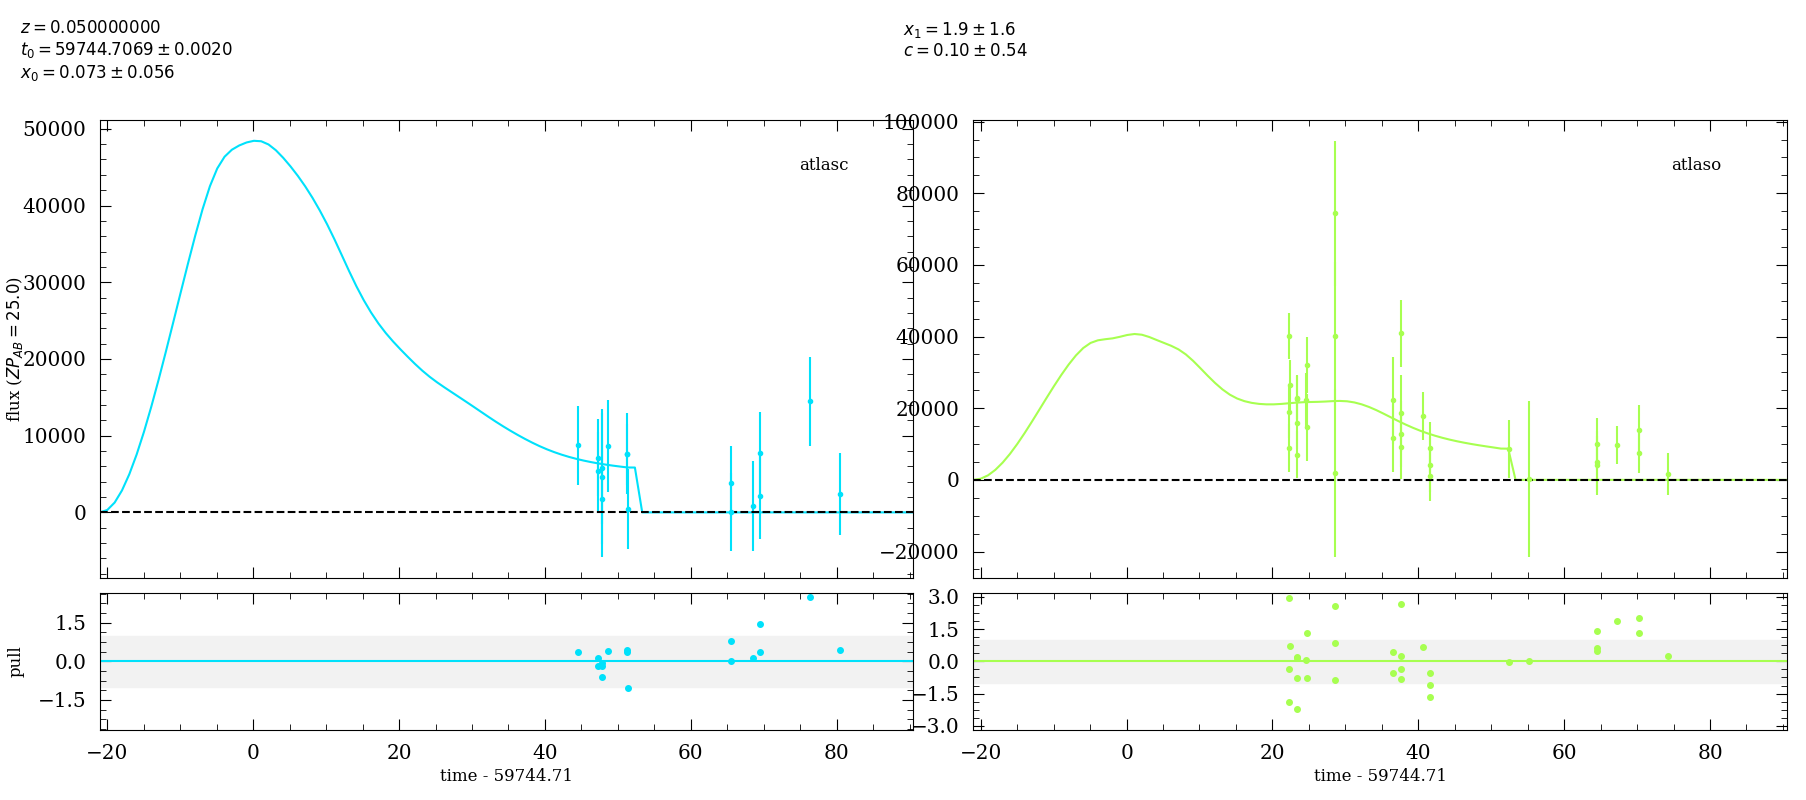 z = 0.050000000
t₀ = 59744.7069 ± 0.0020
x₀ = 0.073 ± 0.056
x₁ = 1.9 ± 1.6
c = 0.10 ± 0.54
flux (ZP_AB = 25.0)
50000
40000
30000
20000
10000
0
atlasc
100000
80000
60000
40000
20000
0
−20000
atlaso
pull
1.5
0.0
−1.5
3.0
1.5
0.0
−1.5
−3.0
−20 0 20 40 60 80
time - 59744.71
−20 0 20 40 60 80
time - 59744.71